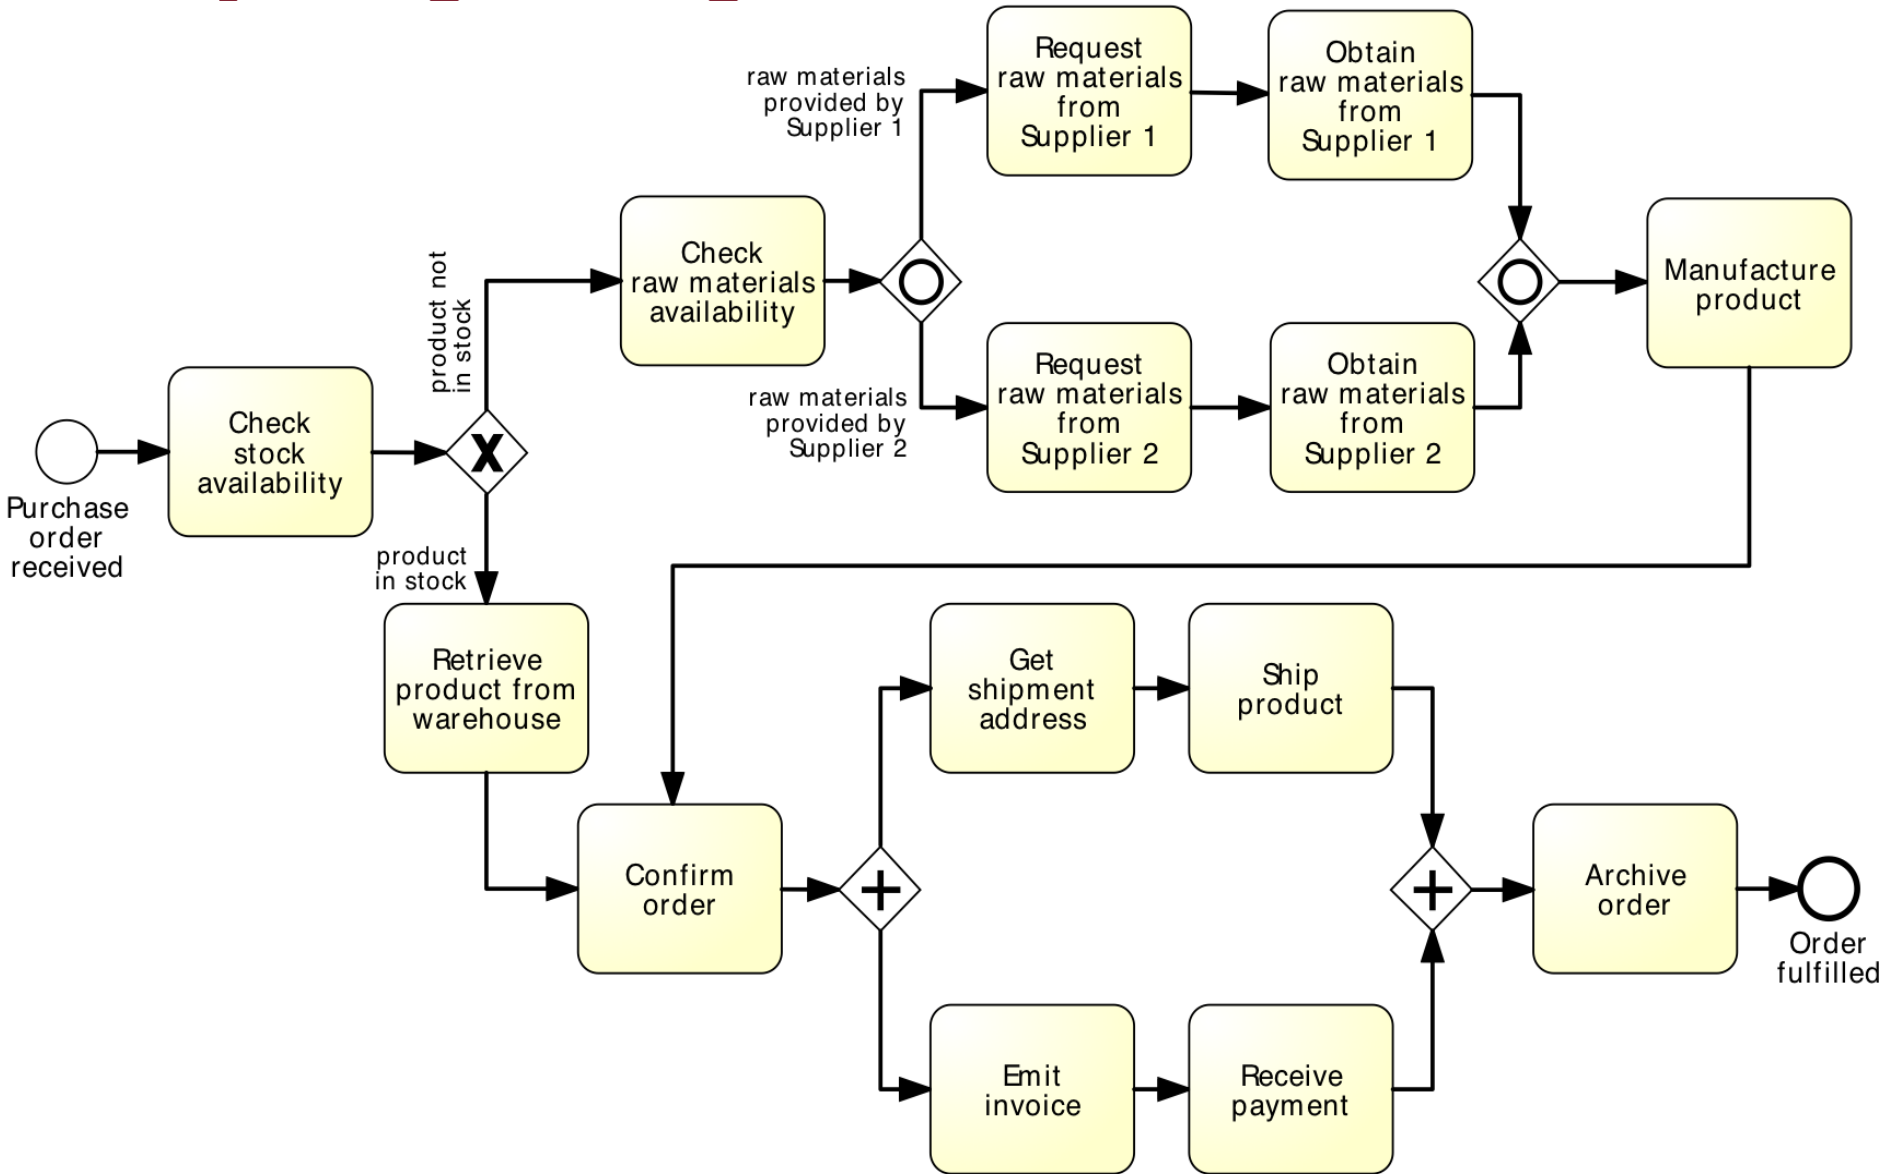 raw materials
provided by
Supplier 1
Request
raw materials
from
Supplier 1
Obtain
raw materials
from
Supplier 1
product not
in stock
Check
raw materials
availability
Manufacture
product
raw materials
provided by
Supplier 2
Request
raw materials
from
Supplier 2
Obtain
raw materials
from
Supplier 2
Purchase
order
received
Check
stock
availability
X
product
in stock
Retrieve
product from
warehouse
Get
shipment
address
Ship
product
Confirm
order
Archive
order
Order
fulfilled
Emit
invoice
Receive
payment